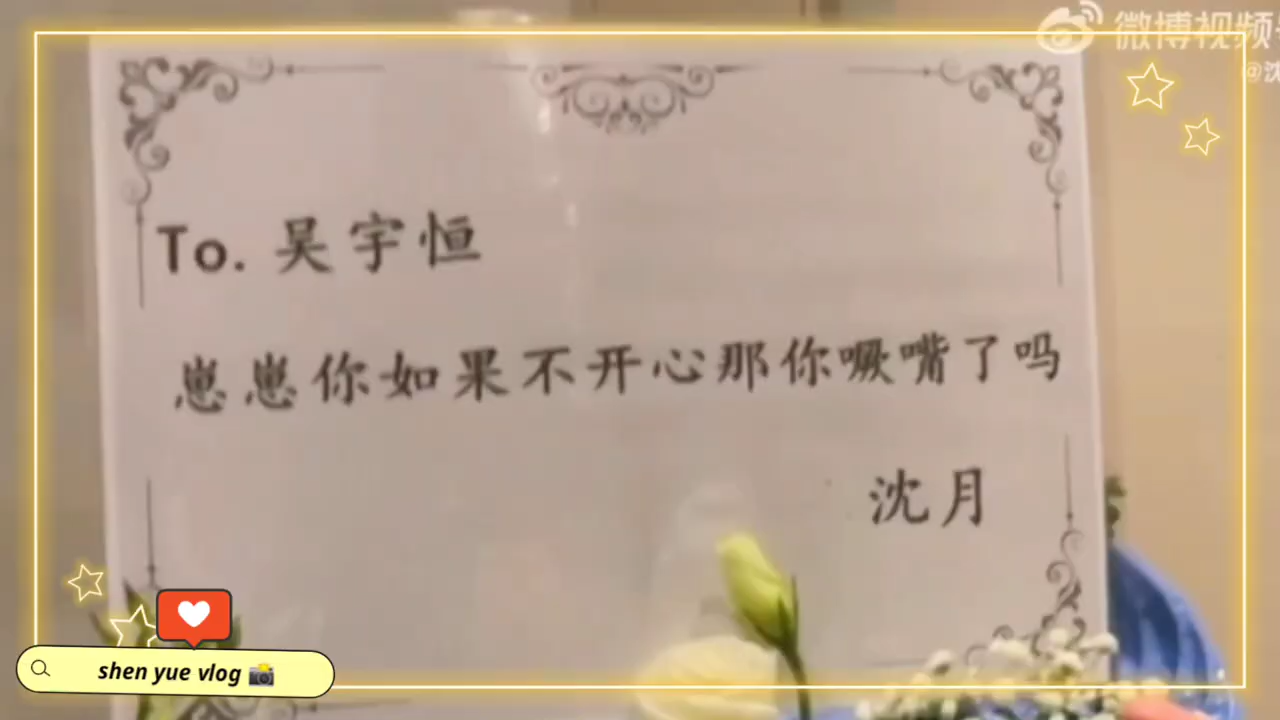 微博视频
@沈
To. 吴宇恒
崽崽你如果不开心那你噘嘴了吗
沈月
shen yue vlog